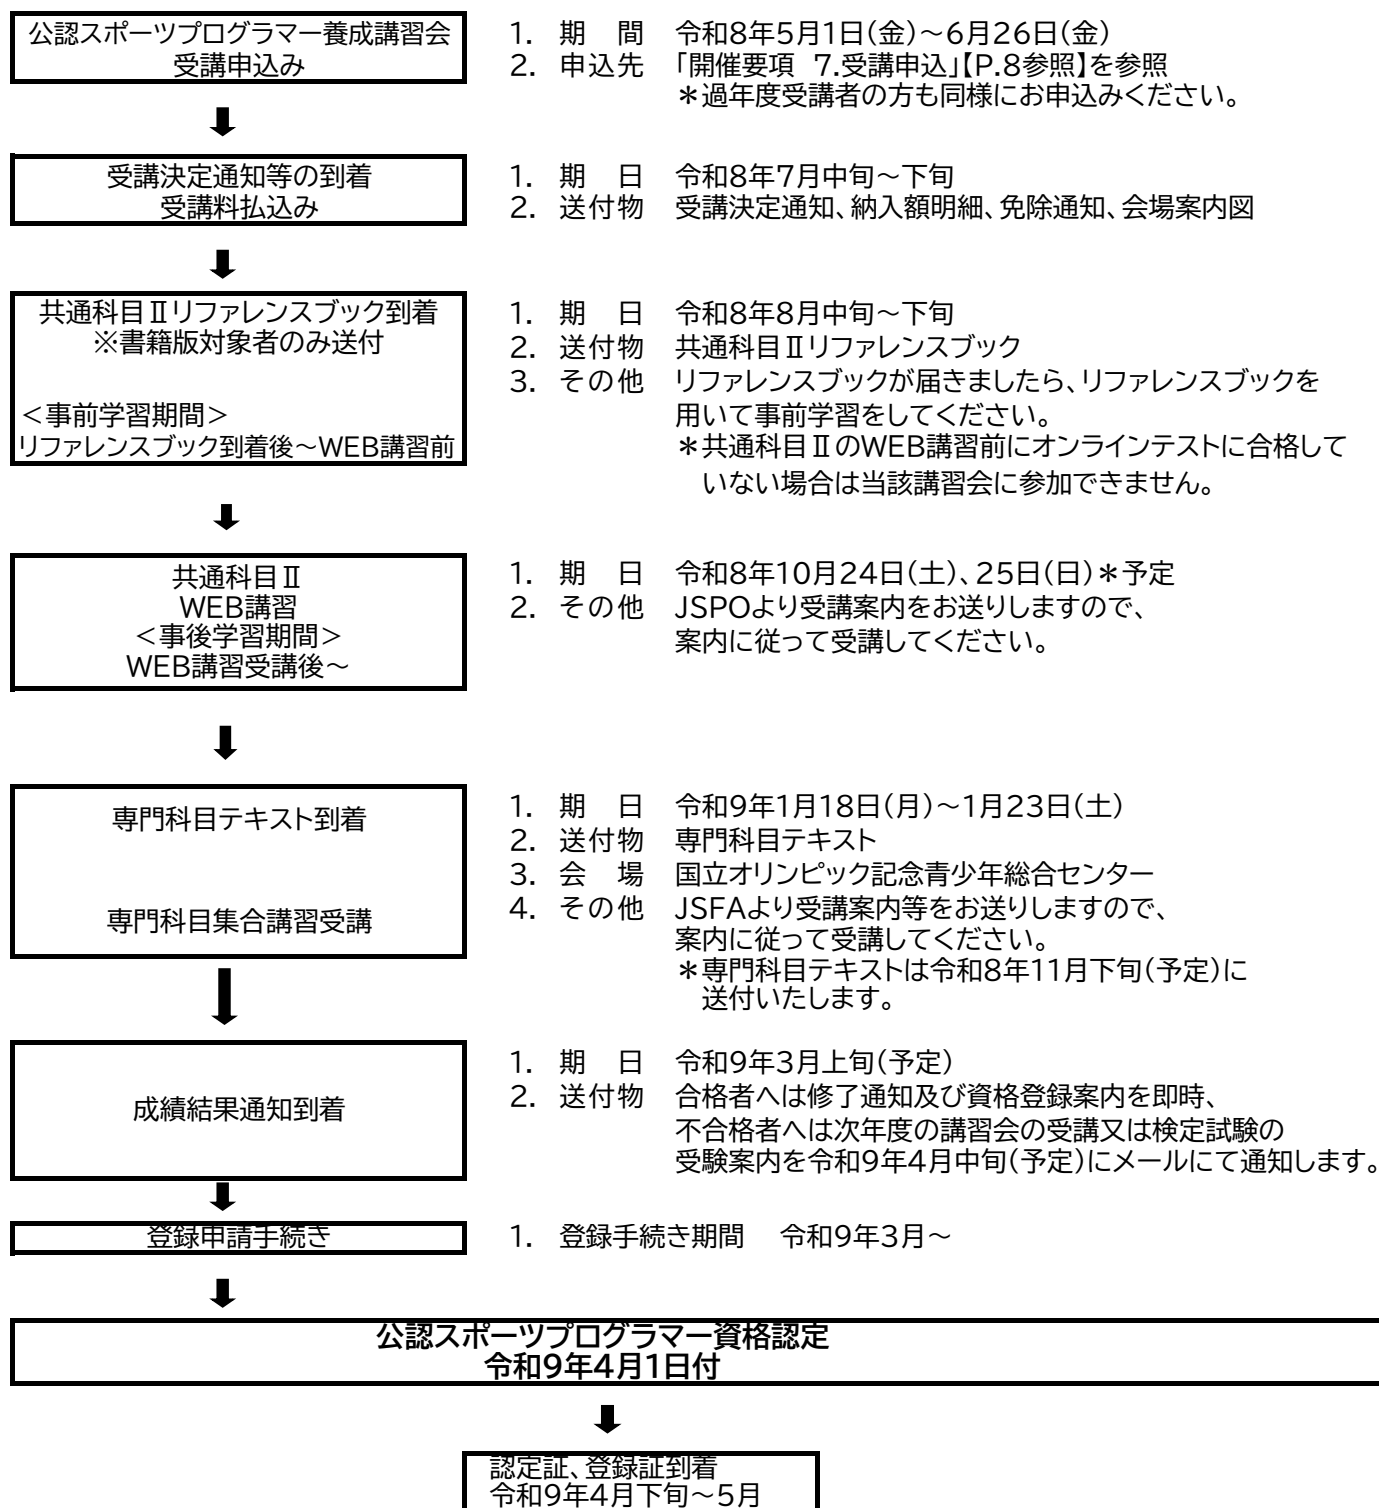 公認スポーツプログラマー養成講習会
受講申込み
1. 期　間　令和8年5月1日(金)～6月26日(金)
2. 申込先　「開催要項 7.受講申込」【P.8参照】を参照
＊過年度受講者の方も同様にお申込みください。
受講決定通知等の到着
受講料払込み
1. 期　日　令和8年7月中旬～下旬
2. 送付物　受講決定通知、納入額明細、免除通知、会場案内図
共通科目Ⅱリファレンスブック到着
※書籍版対象者のみ送付
＜事前学習期間＞
リファレンスブック到着後～WEB講習前
1. 期　日　令和8年8月中旬～下旬
2. 送付物　共通科目Ⅱリファレンスブック
3. その他　リファレンスブックが届きましたら、リファレンスブックを
用いて事前学習をしてください。
＊共通科目ⅡのWEB講習前にオンラインテストに合格して
いない場合は当該講習会に参加できません。
共通科目Ⅱ
WEB講習
＜事後学習期間＞
WEB講習受講後～
1. 期　日　令和8年10月24日(土)、25日(日)＊予定
2. その他　JSPOより受講案内をお送りしますので、
案内に従って受講してください。
専門科目テキスト到着
専門科目集合講習受講
1. 期　日　令和9年1月18日(月)～1月23日(土)
2. 送付物　専門科目テキスト
3. 会　場　国立オリンピック記念青少年総合センター
4. その他　JSFAより受講案内等をお送りしますので、
案内に従って受講してください。
＊専門科目テキストは令和8年11月下旬(予定)に
送付いたします。
成績結果通知到着
1. 期　日　令和9年3月上旬(予定)
2. 送付物　合格者へは修了通知及び資格登録案内を即時、
不合格者へは次年度の講習会の受講又は検定試験の
受験案内を令和9年4月中旬(予定)にメールにて通知します。
登録申請手続き
1. 登録手続き期間　令和9年3月～
公認スポーツプログラマー資格認定
令和9年4月1日付
認定証、登録証到着
令和9年4月下旬～5月